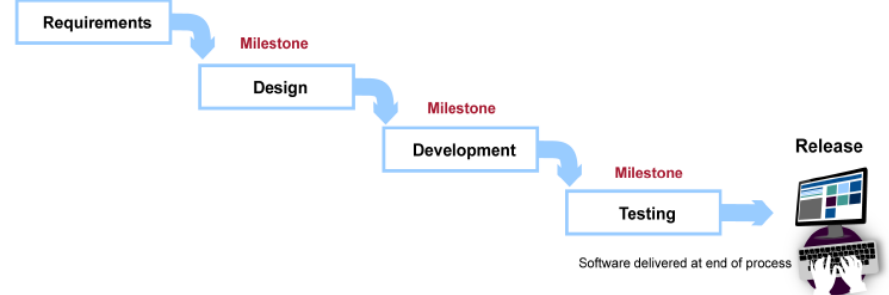 Requirements
Milestone
Design
Milestone
Development
Release
Milestone
Testing
Software delivered at end of process